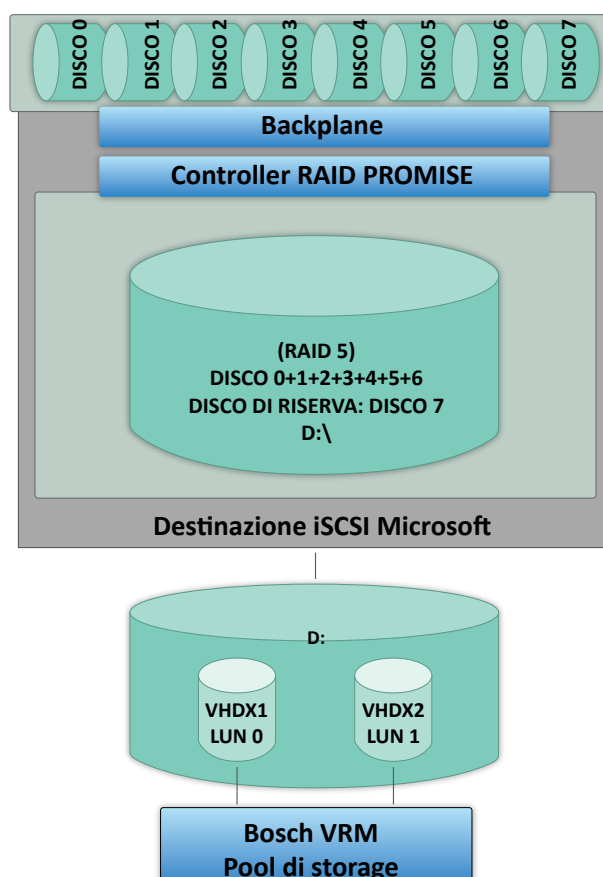 DISCO 0
DISCO 1
DISCO 2
DISCO 3
DISCO 4
DISCO 5
DISCO 6
DISCO 7
Backplane
Controller RAID PROMISE
(RAID 5)
DISCO 0+1+2+3+4+5+6
DISCO DI RISERVA: DISCO 7
D:\
Destinazione iSCSI Microsoft
D:
VHDX1
LUN 0
VHDX2
LUN 1
Bosch VRM
Pool di storage